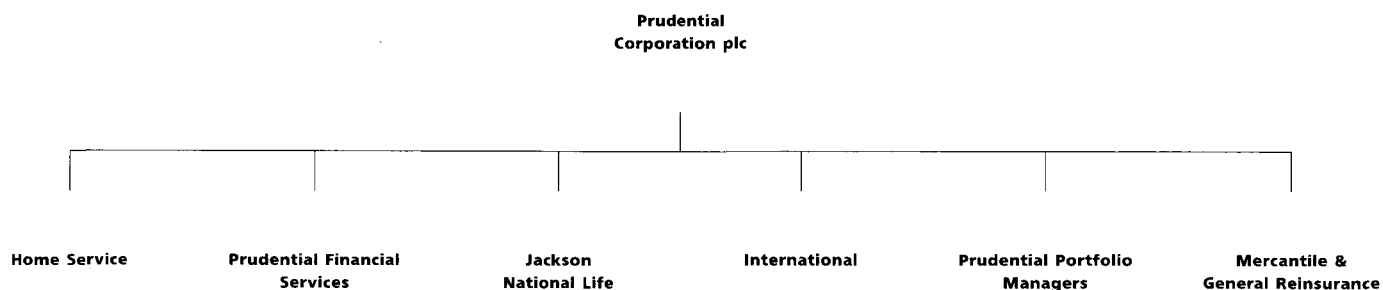 Prudential
Corporation plc
Home Service
Prudential Financial
Services
Jackson
National Life
International
Prudential Portfolio
Managers
Mercantile &
General Reinsurance